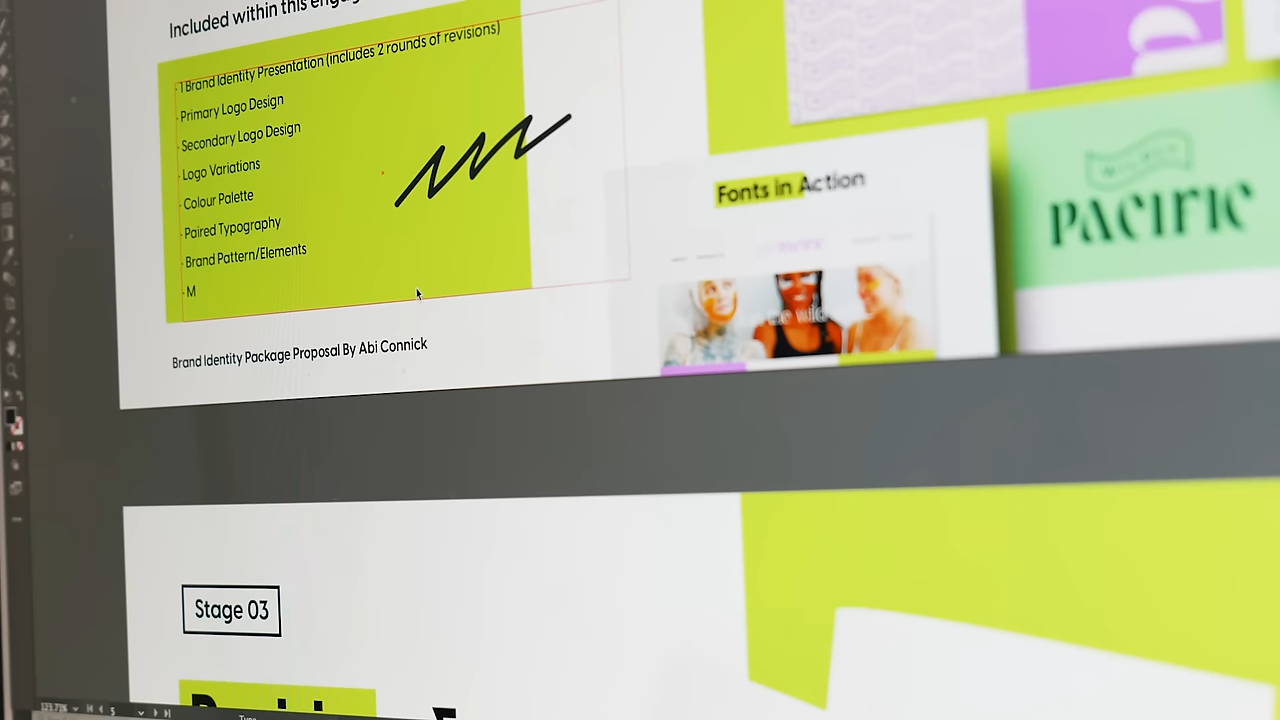 Included within this
- 1 Brand Identity Presentation (includes 2 rounds of revisions)
- Primary Logo Design
- Secondary Logo Design
- Logo Variations
- Colour Palette
- Paired Typography
- Brand Pattern/Elements
- M
Brand Identity Package Proposal By Abi Connick
Fonts in Action
PACIFIC
Stage 03